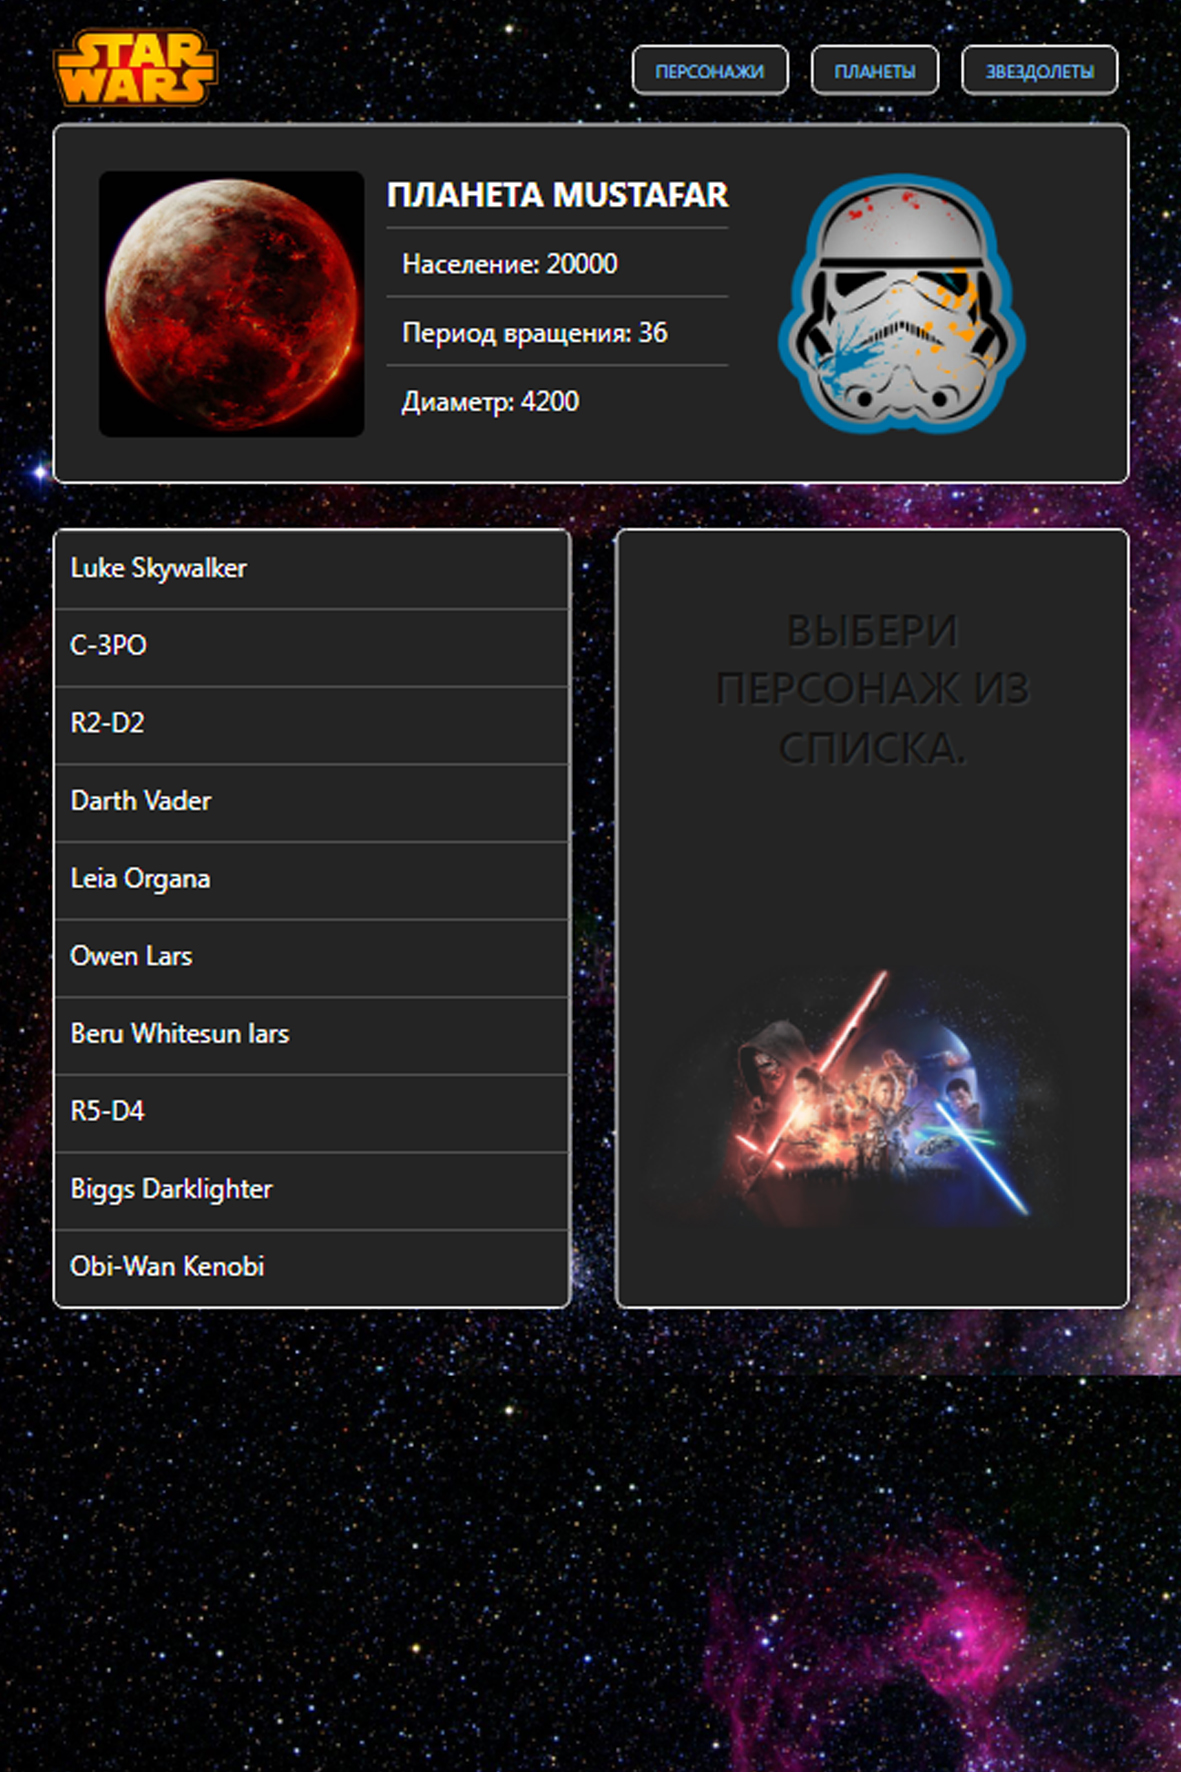 STAR
WARS
ПЕРСОНАЖИ
ПЛАНЕТЫ
ЗВЕЗДОЛЕТЫ
ПЛАНЕТА MUSTAFAR
Население: 20000
Период вращения: 36
Диаметр: 4200
Luke Skywalker
C-3PO
R2-D2
Darth Vader
Leia Organa
Owen Lars
Beru Whitesun lars
R5-D4
Biggs Darklighter
Obi-Wan Kenobi
ВЫБЕРИ
ПЕРСОНАЖ ИЗ
СПИСКА.